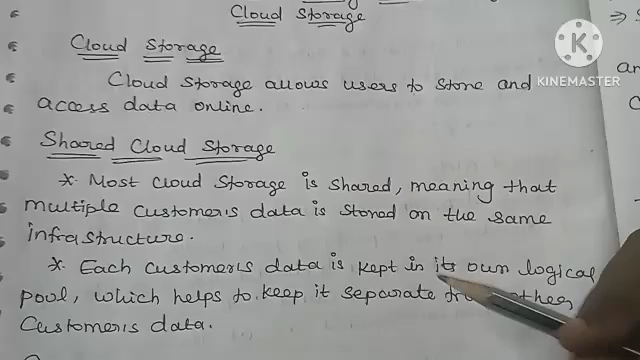 Cloud Storage
Cloud Storage
Cloud Storage allows users to store and
access data online.
Shared Cloud Storage
* Most cloud storage is shared, meaning that
multiple customers data is stored on the same
infrastructure.
* Each customers data is kept in its own logical
pool, which helps to keep it separate
customers data.
K
KINEMASTER